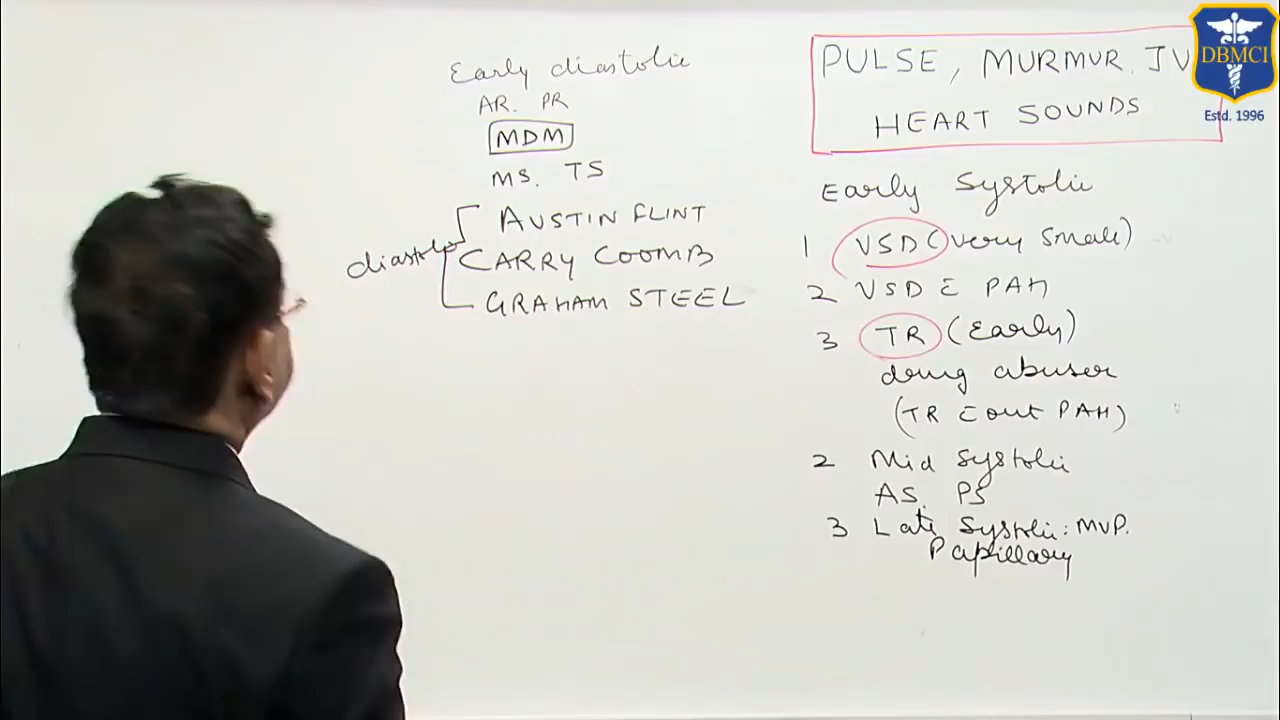 PULSE, MURMUR, JV
HEART SOUNDS
DBMCI
Estd. 1996
Early diastolic
AR. PR
MDM
MS. TS
AUSTIN FLINT
diastolic
CARRY COOMB
GRAHAM STEEL
Early Systolic
1 VSD (very small)
2 VSD c PAH
3 TR (Early)
drug abuser
(TR c out PAH)
2 Mid Systolic
AS. PS
3 Late Systolic: MVP.
Papillary